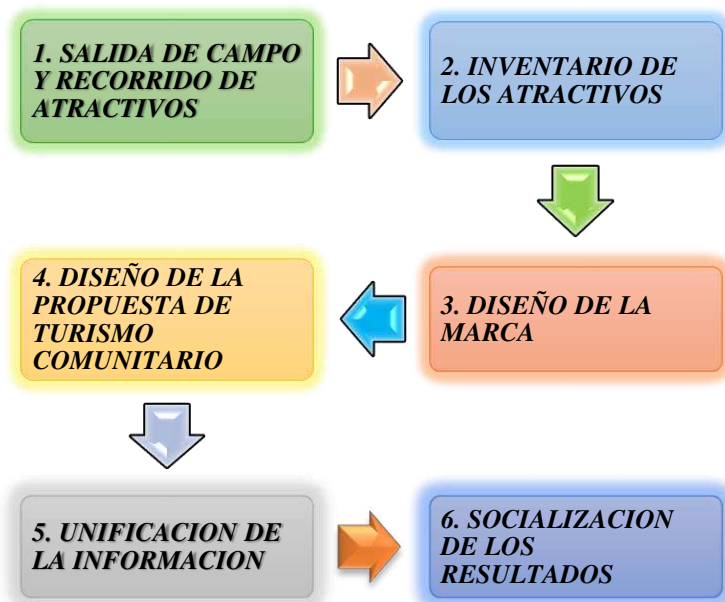 1. SALIDA DE CAMPO
Y RECORRIDO DE
ATRACTIVOS
2. INVENTARIO DE
LOS ATRACTIVOS
3. DISEÑO DE LA
MARCA
4. DISEÑO DE LA
PROPUESTA DE
TURISMO
COMUNITARIO
5. UNIFICACION DE
LA INFORMACION
6. SOCIALIZACION
DE LOS
RESULTADOS